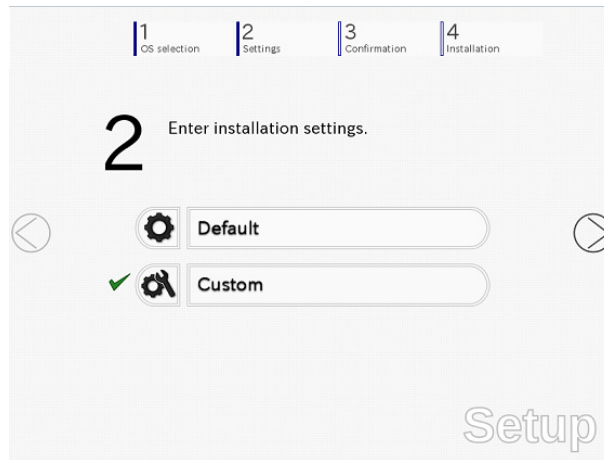 1
OS selection
2
Settings
3
Confirmation
4
Installation
2
Enter installation settings.
Default
Custom
Setup